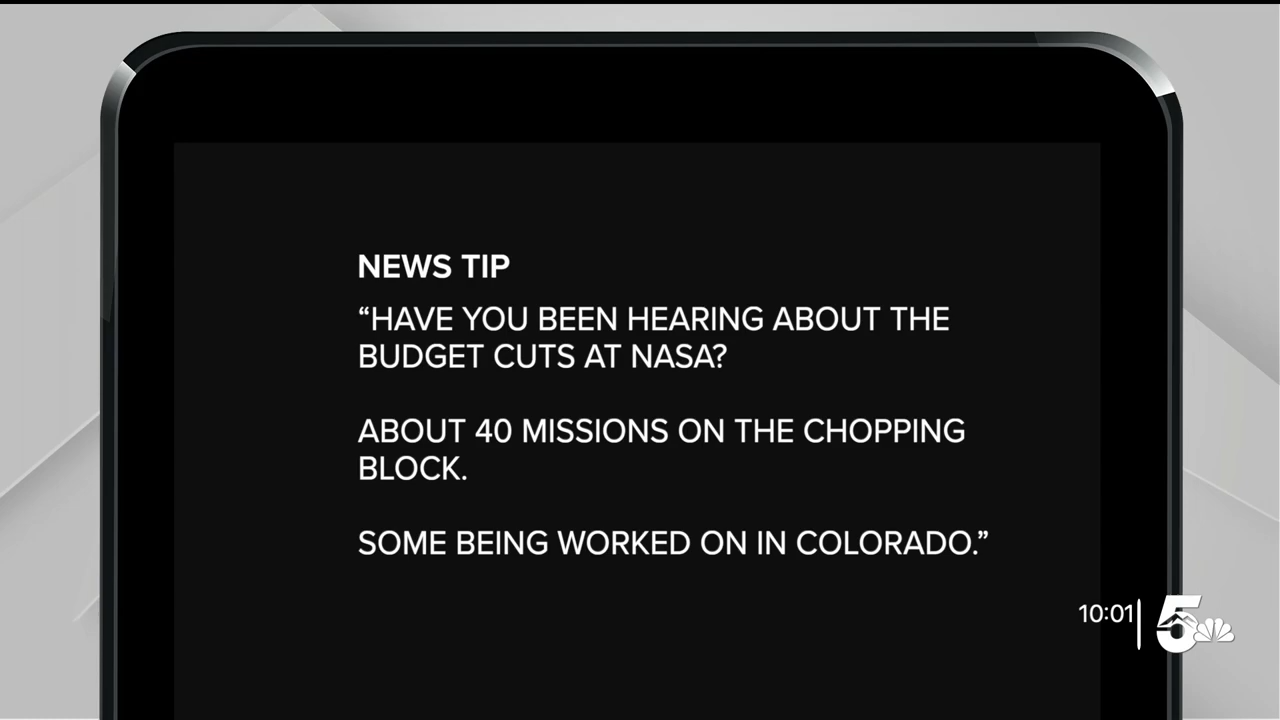 NEWS TIP
“HAVE YOU BEEN HEARING ABOUT THE
BUDGET CUTS AT NASA?
ABOUT 40 MISSIONS ON THE CHOPPING
BLOCK.
SOME BEING WORKED ON IN COLORADO.”
10:01
5